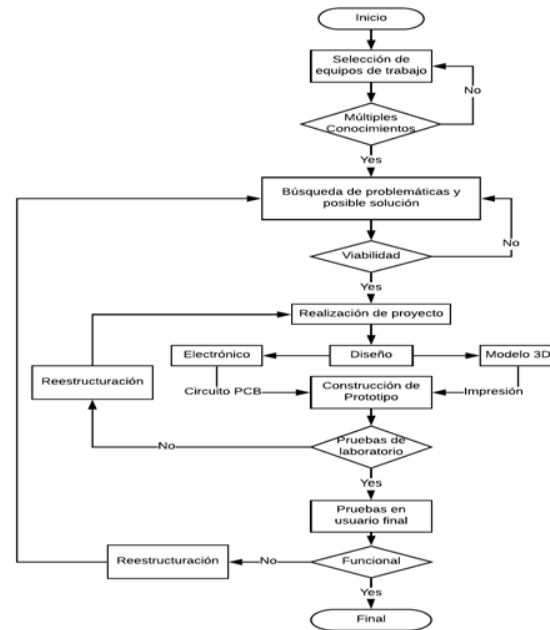 Inicio
Selección de
equipos de trabajo
No
Múltiples
Conocimientos
Yes
Búsqueda de problemáticas y
posible solución
No
Viabilidad
Yes
Realización de proyecto
Electrónico
Diseño
Modelo 3D
Reestructuración
Circuito PCB
Construcción de
Prototipo
Impresión
No
Pruebas de
laboratorio
Yes
Pruebas en
usuario final
Reestructuración
No
Funcional
Yes
Final